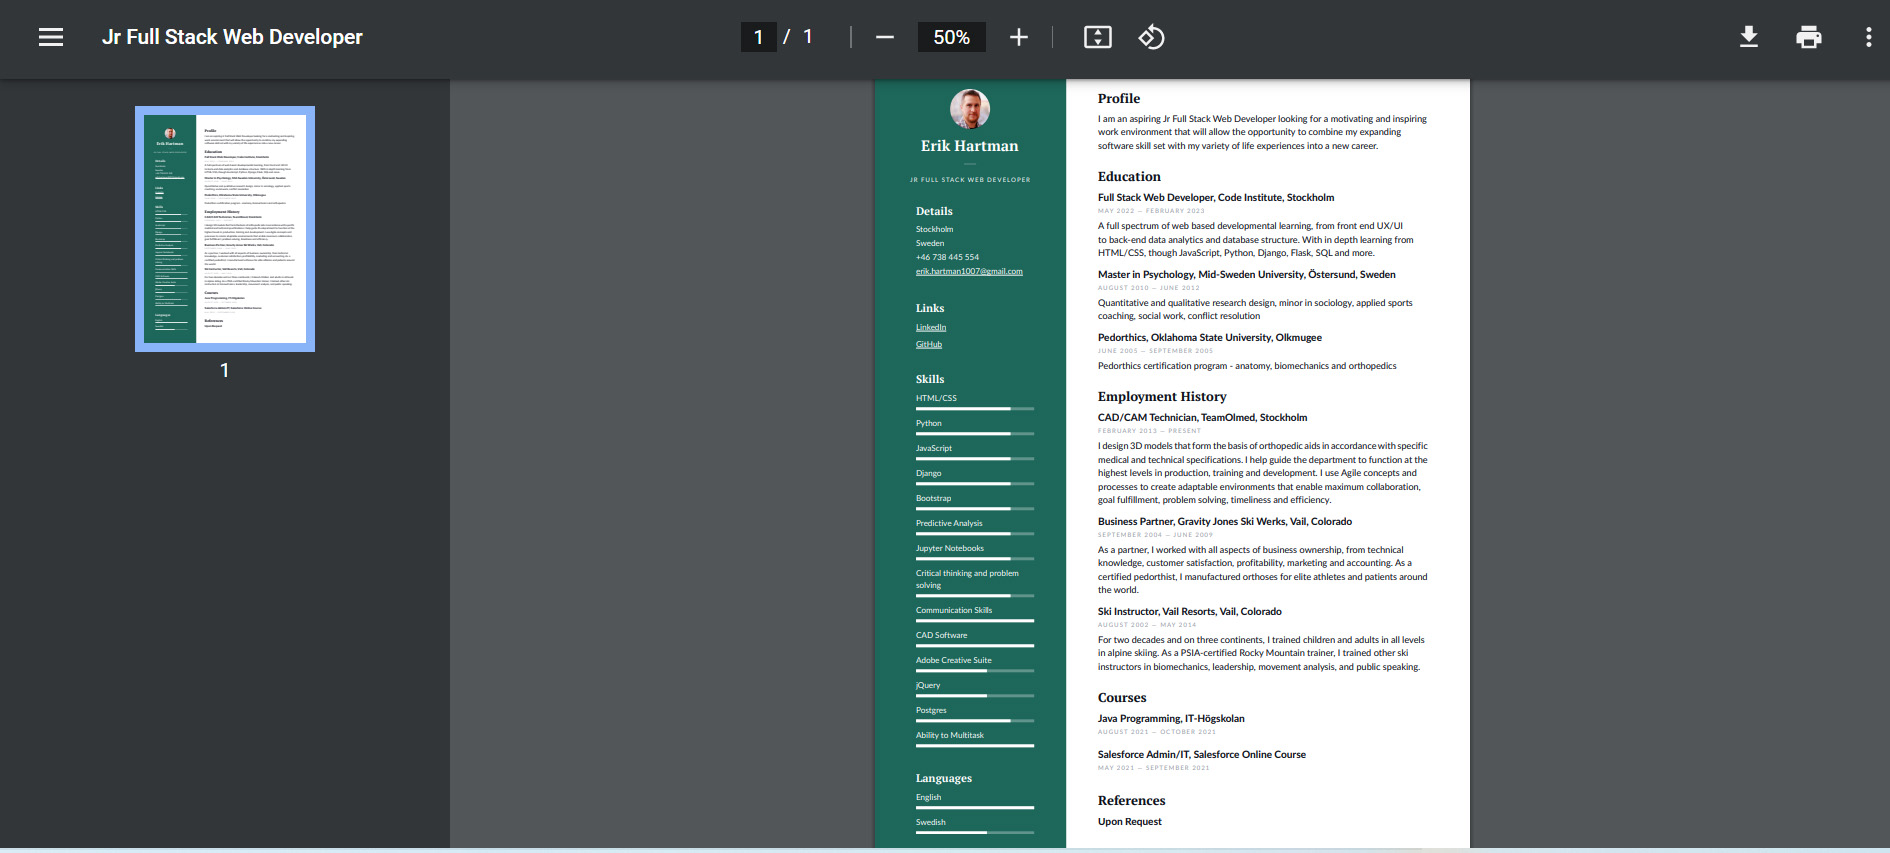 Jr Full Stack Web Developer
1 / 1
50%
1
Erik Hartman
JR FULL STACK WEB DEVELOPER
Details
Stockholm
Sweden
+46 738 445 554
erik.hartman1007@gmail.com
Links
LinkedIn
GitHub
Skills
HTML/CSS
Python
JavaScript
Django
Bootstrap
Predictive Analysis
Jupyter Notebooks
Critical thinking and problem
solving
Communication Skills
CAD Software
Adobe Creative Suite
jQuery
Postgres
Ability to Multitask
Languages
English
Swedish
Profile
I am an aspiring Jr Full Stack Web Developer looking for a motivating and inspiring
work environment that will allow the opportunity to combine my expanding
software skill set with my variety of life experiences into a new career.
Education
Full Stack Web Developer, Code Institute, Stockholm
MAY 2022 — FEBRUARY 2023
A full spectrum of web based developmental learning, from front end UX/UI
to back-end data analytics and database structure. With in depth learning from
HTML/CSS, though JavaScript, Python, Django, Flask, SQL and more.
Master in Psychology, Mid-Sweden University, Östersund, Sweden
AUGUST 2010 — JUNE 2012
Quantitative and qualitative research design, minor in sociology, applied sports
coaching, social work, conflict resolution
Pedorthics, Oklahoma State University, Olkmugee
JUNE 2005 — SEPTEMBER 2005
Pedorthics certification program - anatomy, biomechanics and orthopedics
Employment History
CAD/CAM Technician, TeamOlmed, Stockholm
FEBRUARY 2013 — PRESENT
I design 3D models that form the basis of orthopedic aids in accordance with specific
medical and technical specifications. I help guide the department to function at the
highest levels in production, training and development. I use Agile concepts and
processes to create adaptable environments that enable maximum collaboration,
goal fulfillment, problem solving, timeliness and efficiency.
Business Partner, Gravity Jones Ski Werks, Vail, Colorado
SEPTEMBER 2004 — JUNE 2009
As a partner, I worked with all aspects of business ownership, from technical
knowledge, customer satisfaction, profitability, marketing and accounting. As a
certified pedorthist, I manufactured orthoses for elite athletes and patients around
the world.
Ski Instructor, Vail Resorts, Vail, Colorado
AUGUST 2002 — MAY 2014
For two decades and on three continents, I trained children and adults in all levels
in alpine skiing. As a PSIA-certified Rocky Mountain trainer, I trained other ski
instructors in biomechanics, leadership, movement analysis, and public speaking.
Courses
Java Programming, IT-Högskolan
AUGUST 2021 — OCTOBER 2021
Salesforce Admin/IT, Salesforce Online Course
MAY 2021 — SEPTEMBER 2021
References
Upon Request